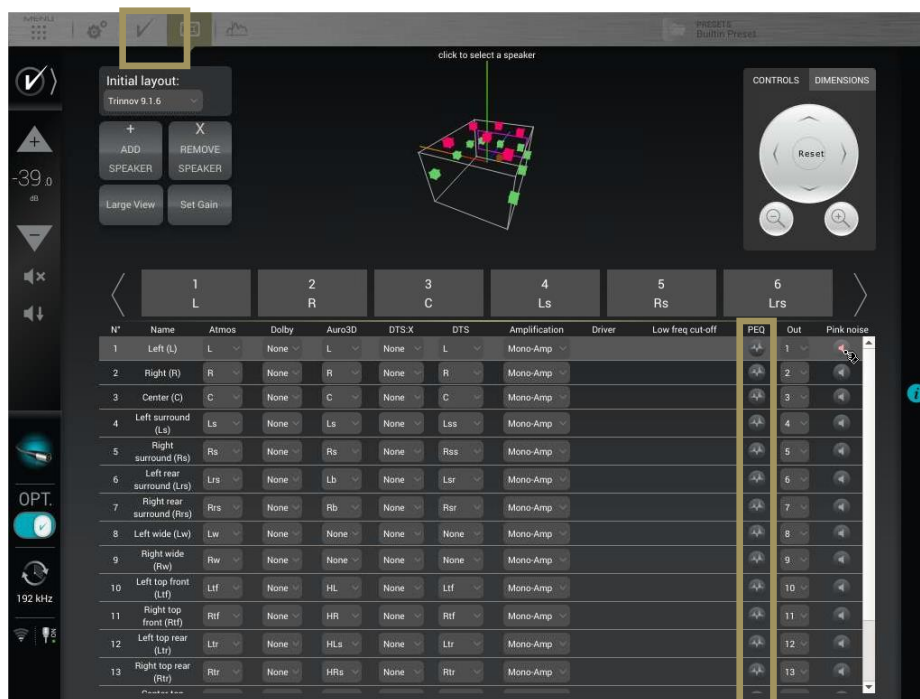 MENU
PRESETS
Builtin Preset
click to select a speaker
Initial layout:
Trinnov 9.1.6
+ X
ADD SPEAKER REMOVE SPEAKER
Large View Set Gain
CONTROLS DIMENSIONS
Reset
+
-39.0
dB
OPT.
192 kHz
1 2 3 4 5 6
L R C Ls Rs Lrs
N° Name Atmos Dolby Auro3D DTS:X DTS Amplification Driver Low freq cut-off PEQ Out Pink noise
1 Left (L) L None L None L Mono-Amp 1
2 Right (R) R None R None R Mono-Amp 2
3 Center (C) C None C None C Mono-Amp 3
4 Left surround (Ls) Ls None Ls None Lss Mono-Amp 4
5 Right surround (Rs) Rs None Rs None Rss Mono-Amp 5
6 Left rear surround (Lrs) Lrs None Lb None Lsr Mono-Amp 6
7 Right rear surround (Rrs) Rrs None Rb None Rsr Mono-Amp 7
8 Left wide (Lw) Lw None None None None Mono-Amp 8
9 Right wide (Rw) Rw None None None None Mono-Amp 9
10 Left top front (Ltf) Ltf None HL None Ltf Mono-Amp 10
11 Right top front (Rtf) Rtf None HR None Rtf Mono-Amp 11
12 Left top rear (Ltr) Ltr None HLs None Ltr Mono-Amp 12
13 Right top rear (Rtr) Rtr None HRs None Rtr Mono-Amp 13